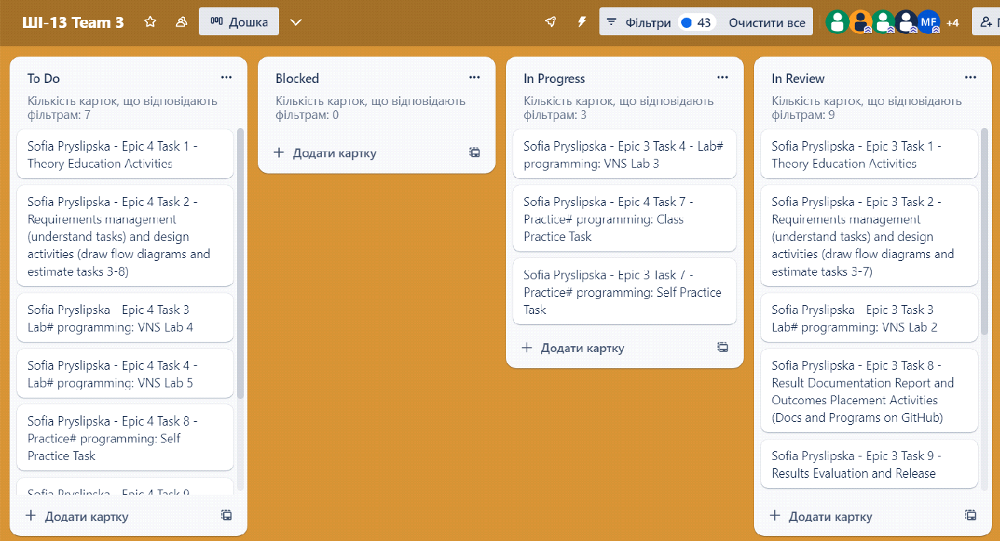 ШІ-13 Team 3
Дошка
Фільтри
43
Очистити все
MF
+4
To Do
Кількість карток, що відповідають
фільтрам: 7
Sofia Pryslipska - Epic 4 Task 1 -
Theory Education Activities
Sofia Pryslipska - Epic 4 Task 2 -
Requirements management
(understand tasks) and design
activities (draw flow diagrams and
estimate tasks 3-8)
Sofia Pryslipska - Epic 4 Task 3
Lab# programming: VNS Lab 4
Sofia Pryslipska - Epic 4 Task 4 -
Lab# programming: VNS Lab 5
Sofia Pryslipska - Epic 4 Task 8 -
Practice# programming: Self
Practice Task
Sofia Pryslipska - Epic 4 Task 9
Додати картку
Blocked
Кількість карток, що відповідають
фільтрам: 0
Додати картку
In Progress
Кількість карток, що відповідають
фільтрам: 3
Sofia Pryslipska - Epic 3 Task 4 - Lab#
programming: VNS Lab 3
Sofia Pryslipska - Epic 4 Task 7 -
Practice# programming: Class
Practice Task
Sofia Pryslipska - Epic 3 Task 7 -
Practice# programming: Self Practice
Task
Додати картку
In Review
Кількість карток, що відповідають
фільтрам: 9
Sofia Pryslipska - Epic 3 Task 1 -
Theory Education Activities
Sofia Pryslipska - Epic 3 Task 2 -
Requirements management
(understand tasks) and design
activities (draw flow diagrams and
estimate tasks 3-7)
Sofia Pryslipska - Epic 3 Task 3
Lab# programming: VNS Lab 2
Sofia Pryslipska - Epic 3 Task 8 -
Result Documentation Report and
Outcomes Placement Activities
(Docs and Programs on GitHub)
Sofia Pryslipska - Epic 3 Task 9 -
Results Evaluation and Release
Додати картку